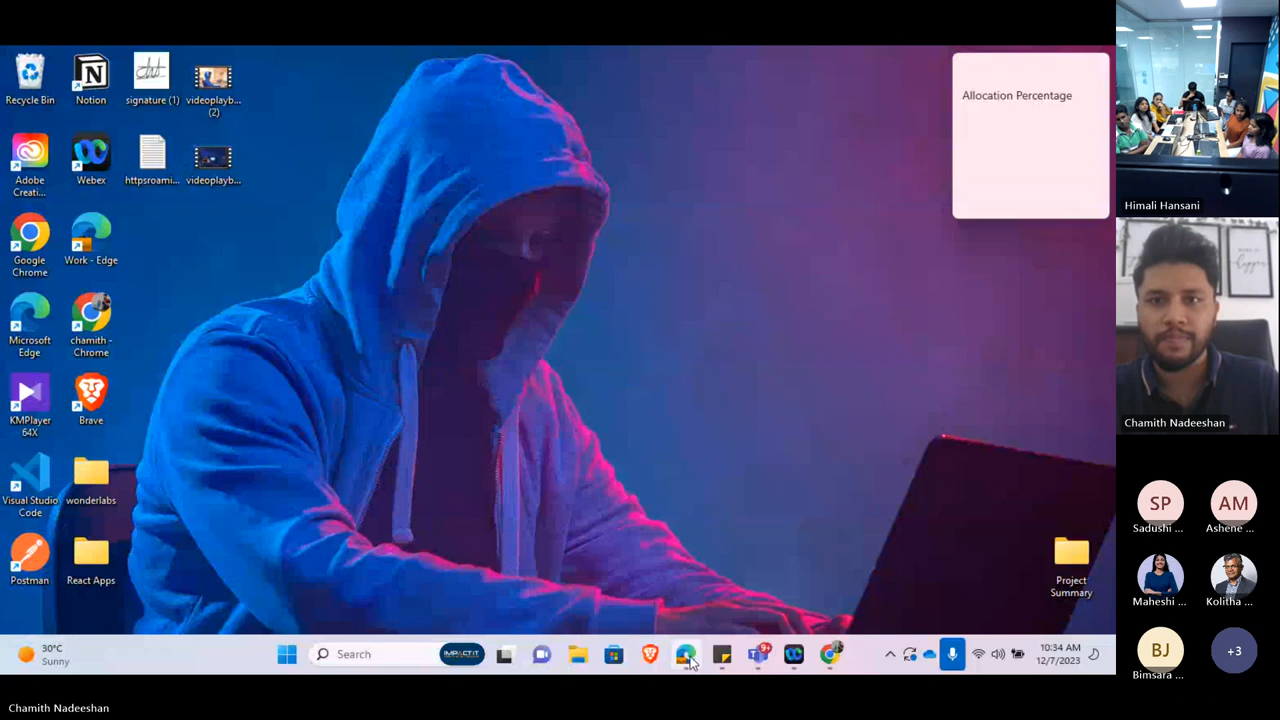 Recycle Bin
Notion
signature (1)
videoplayb...
(2)
Adobe
Creati...
Webex
httpsroami...
videoplayb...
Google
Chrome
Work - Edge
Microsoft
Edge
chamith -
Chrome
KMPlayer
64X
Brave
Visual Studio
Code
wonderlabs
Postman
React Apps
Allocation Percentage
Project
Summary
30°C
Sunny
Search
IMPACT IT
9+
10:34 AM
12/7/2023
Himali Hansani
Chamith Nadeeshan
SP
Sadushi ...
AM
Ashene ...
Maheshi ...
Kolitha ...
BJ
Bimsara ...
+3
Chamith Nadeeshan